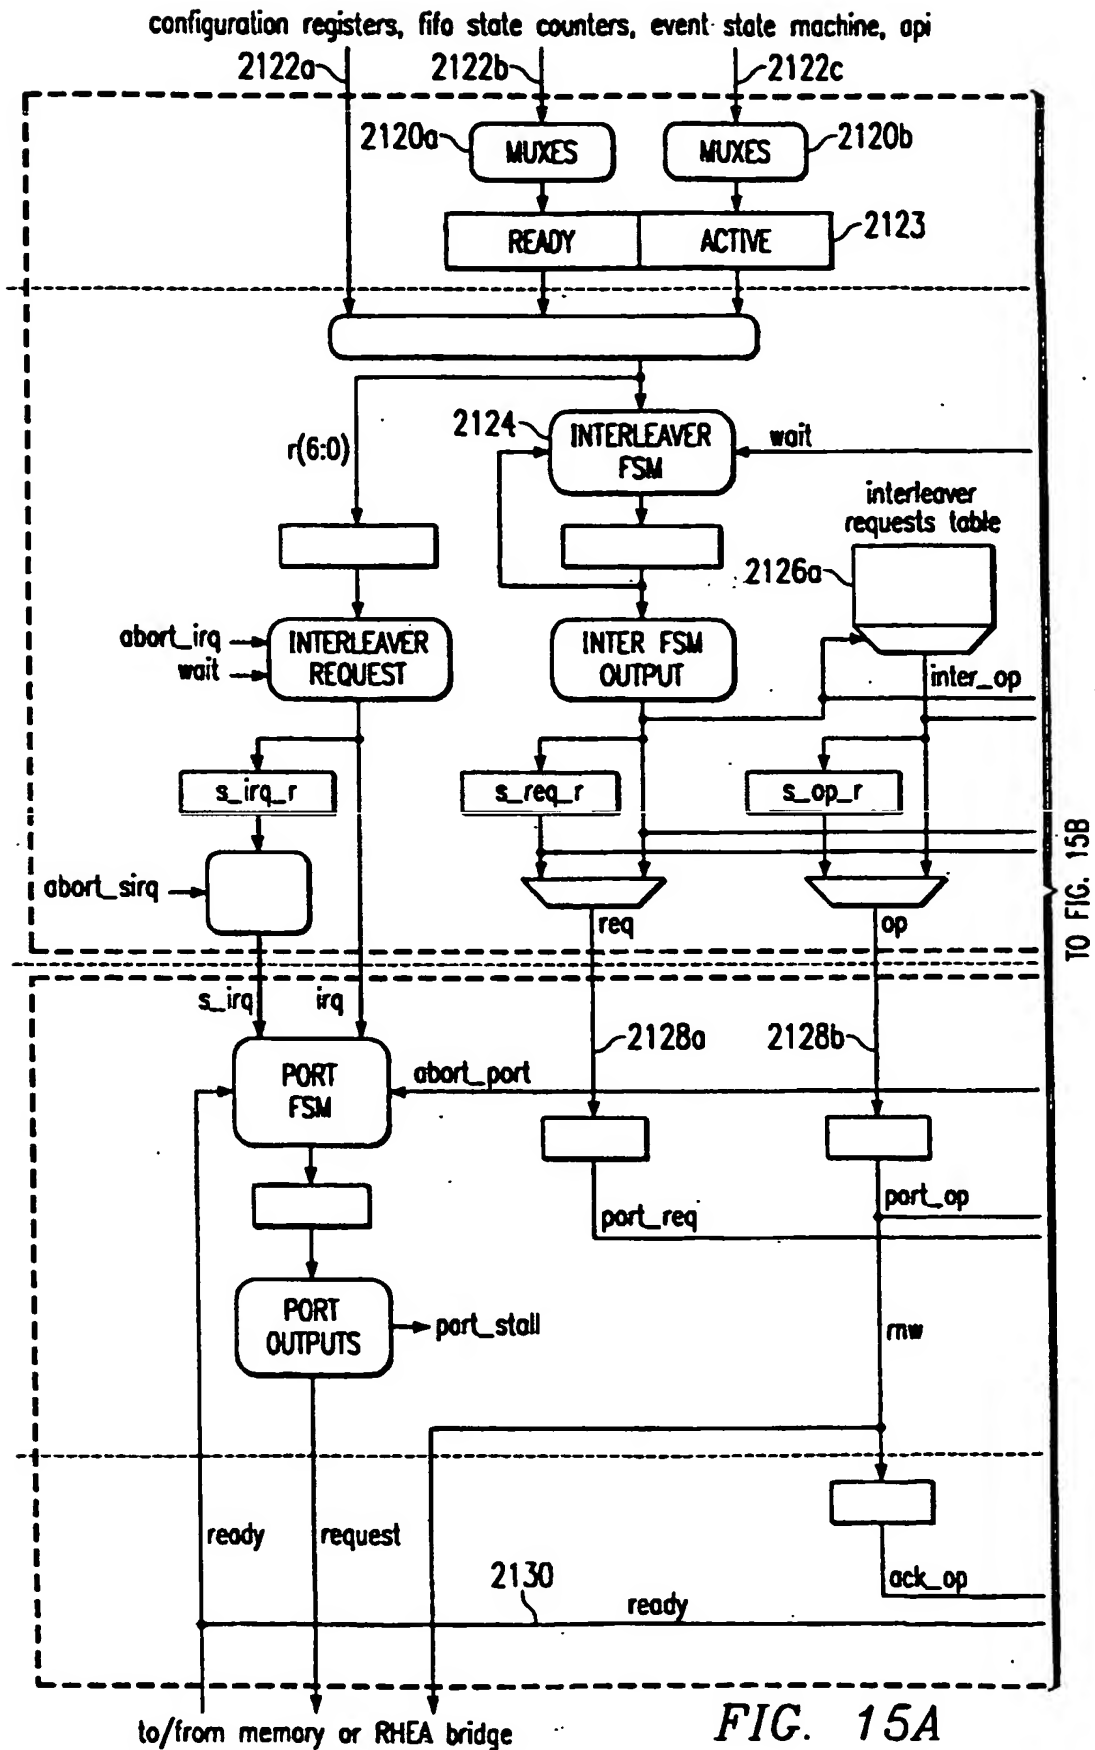 configuration registers, fifo state counters, event state machine, api
2122a
2122b
2122c
2120a
MUXES
MUXES
2120b
READY
ACTIVE
2123
2124
INTERLEAVER
FSM
wait
r(6:0)
interleaver
requests table
2126a
abort_irq
wait
INTERLEAVER
REQUEST
INTER FSM
OUTPUT
inter_op
s_irq_r
s_req_r
s_op_r
abort_sirq
req
op
TO FIG. 15B
s_irq
irq
2128a
2128b
PORT
FSM
abort_port
port_req
port_op
PORT
OUTPUTS
port_stall
rnw
ready
request
2130
ready
ack_op
to/from memory or RHEA bridge
FIG. 15A